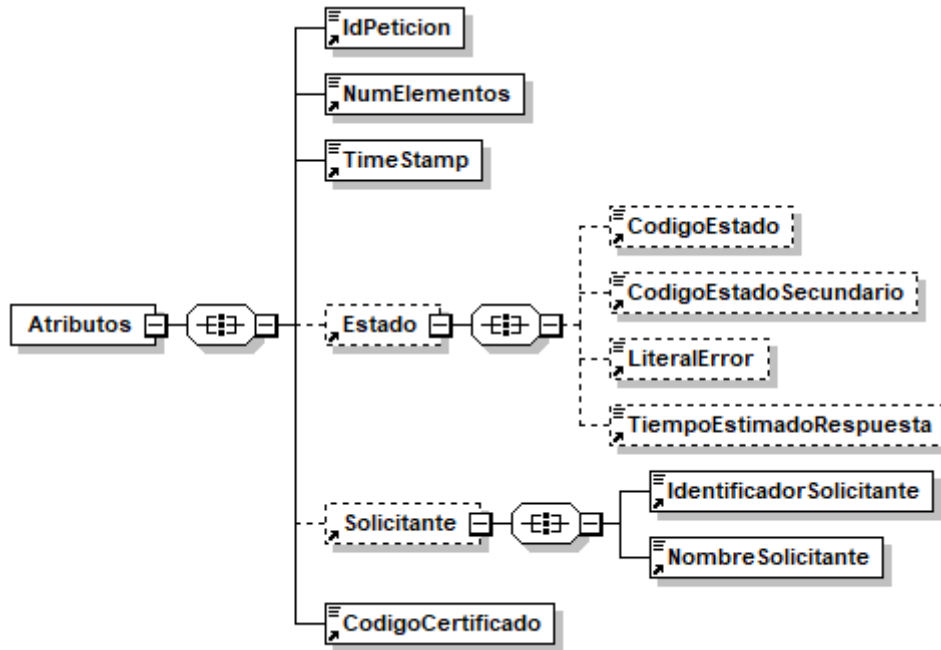 IdPeticion
NumElementos
TimeStamp
CodigoEstado
CodigoEstadoSecundario
Atributos
Estado
LiteralError
TiempoEstimadoRespuesta
IdentificadorSolicitante
Solicitante
NombreSolicitante
CodigoCertificado